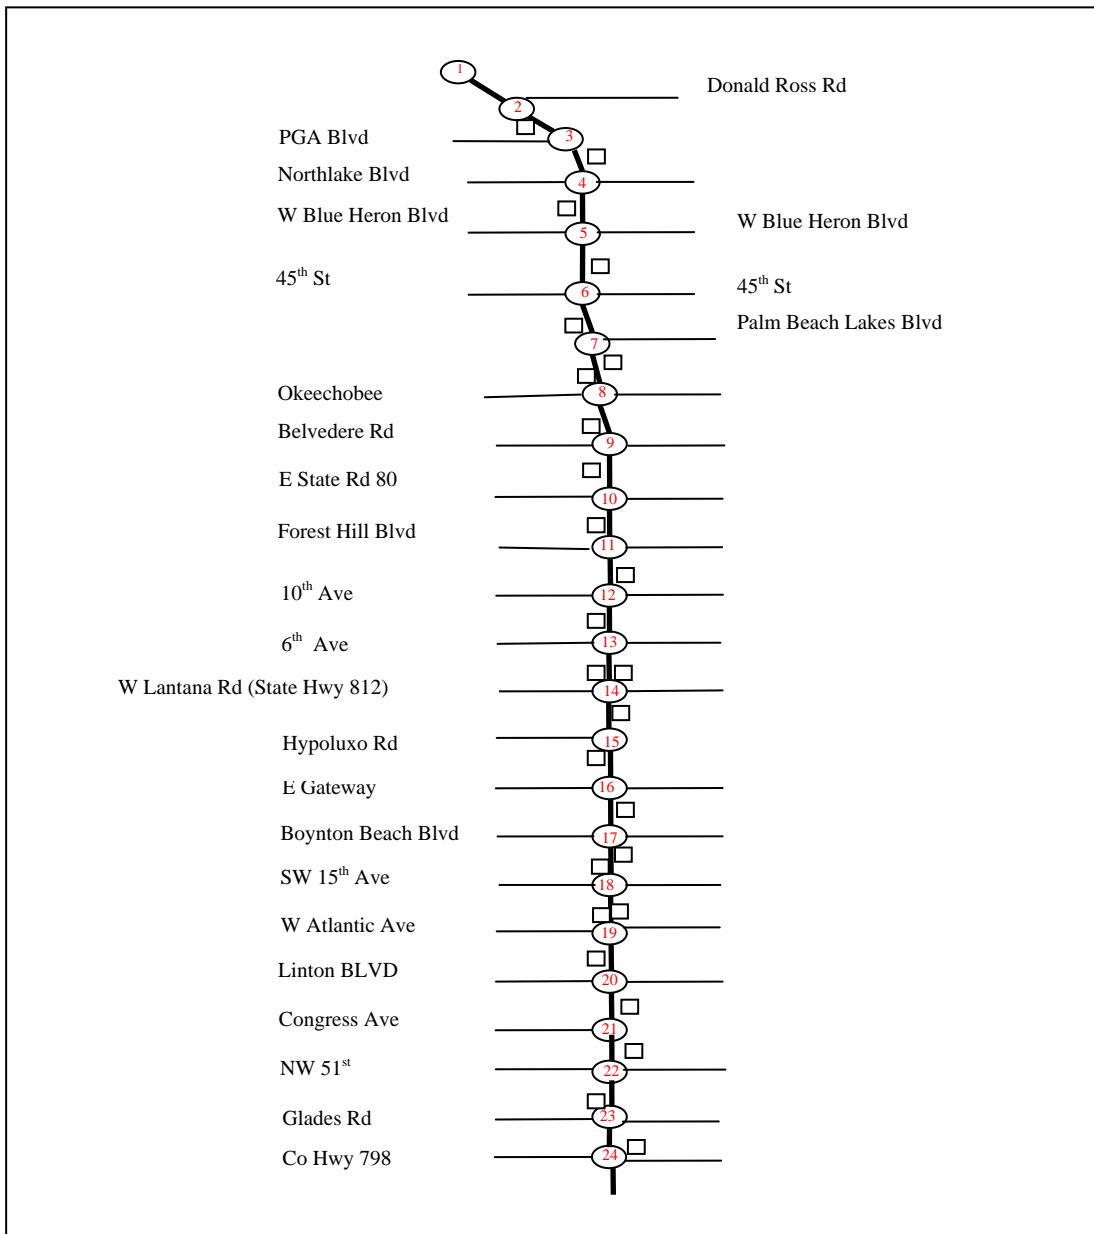 1
Donald Ross Rd
2
PGA Blvd
3
Northlake Blvd
4
W Blue Heron Blvd
W Blue Heron Blvd
5
45th St
45th St
6
Palm Beach Lakes Blvd
7
Okeechobee
8
Belvedere Rd
9
E State Rd 80
10
Forest Hill Blvd
11
10th Ave
12
6th Ave
13
W Lantana Rd (State Hwy 812)
14
Hypoluxo Rd
15
E Gateway
16
Boynton Beach Blvd
17
SW 15th Ave
18
W Atlantic Ave
19
Linton BLVD
20
Congress Ave
21
NW 51st
22
Glades Rd
23
Co Hwy 798
24